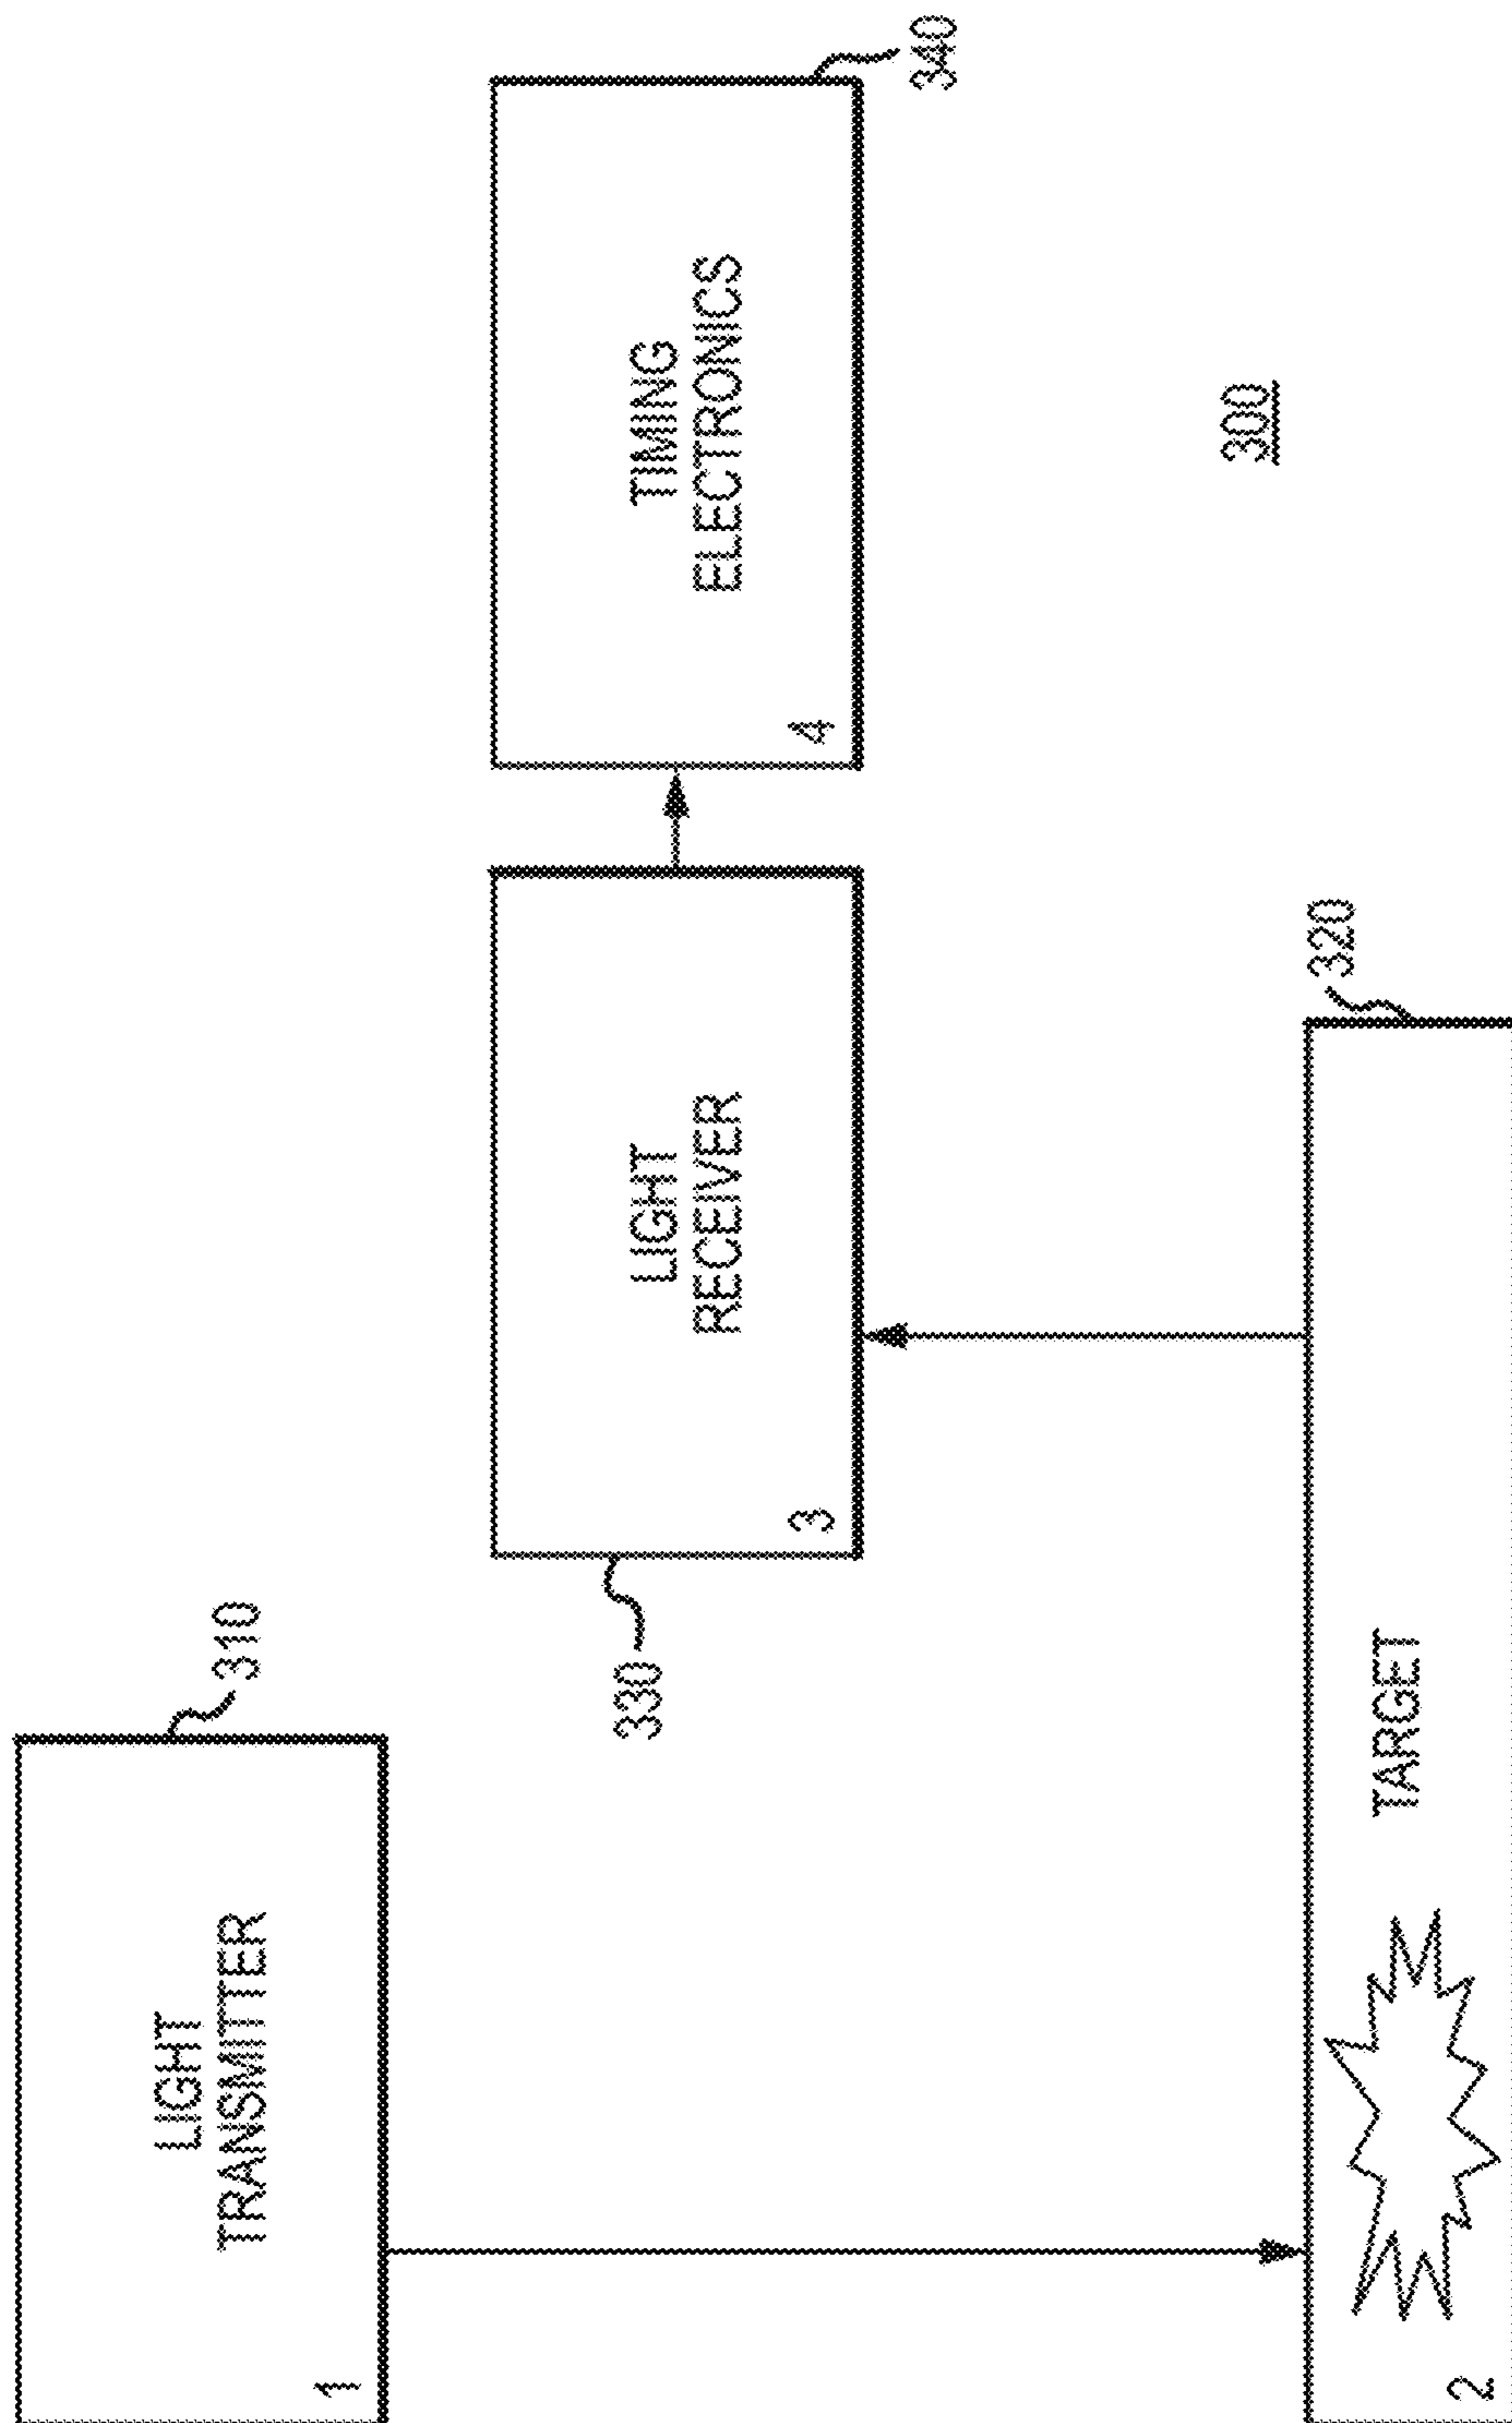 LIGHT
TRANSMITTER
1
310
330
LIGHT
RECEIVER
3
TIMING
ELECTRONICS
4
340
TARGET
2
320
300